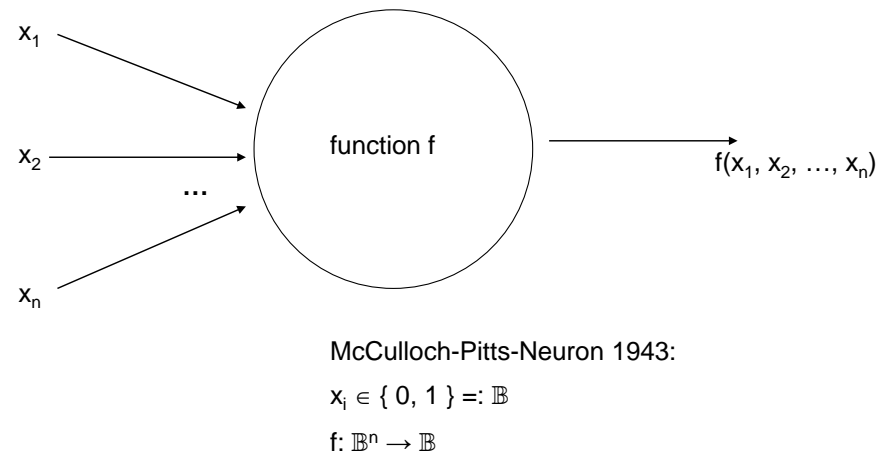 x₁
x₂
...
xₙ
function f
f(x₁, x₂, …, xₙ)
McCulloch-Pitts-Neuron 1943:
xᵢ ∈ { 0, 1 } =: 𝔹
f: 𝔹ⁿ → 𝔹